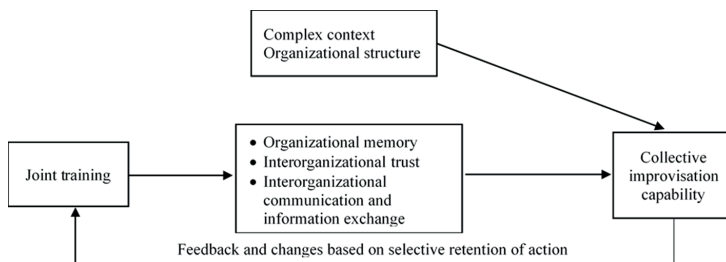 Complex context
Organizational structure
Joint training
• Organizational memory
• Interorganizational trust
• Interorganizational
communication and
information exchange
Collective
improvisation
capability
Feedback and changes based on selective retention of action